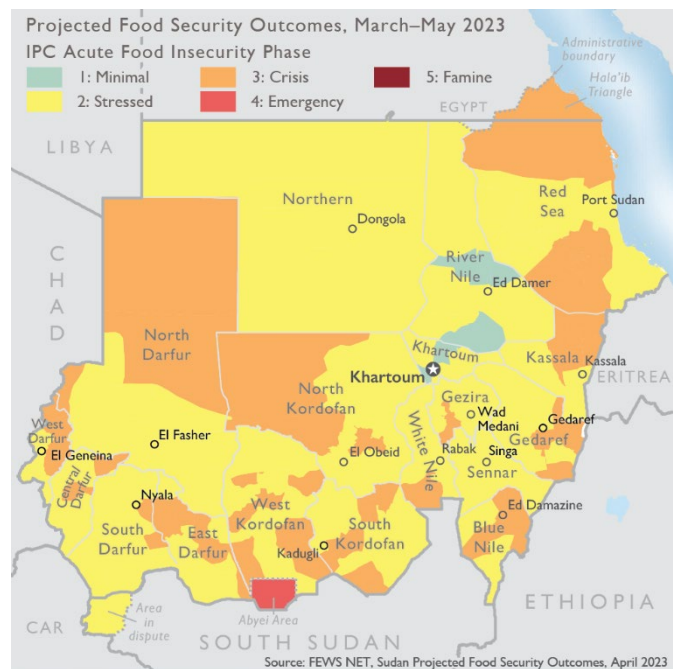 Projected Food Security Outcomes, March–May 2023
IPC Acute Food Insecurity Phase
1: Minimal
3: Crisis
5: Famine
2: Stressed
4: Emergency
Administrative
boundary
Hala'ib
Triangle
EGYPT
LIBYA
CHAD
Northern
Dongola
Red
Sea
Port Sudan
River
Nile
Ed Damer
North
Darfur
Khartoum
Khartoum
Kassala
Kassala
ERITREA
North
Kordofan
Gezira
Wad
Medani
Gedaref
Gedaref
West
Darfur
El Geneina
El Fasher
El Obeid
White Nile
Rabak
Singa
Sennar
Central
Darfur
Nyala
West
Kordofan
Ed Damazine
South
Darfur
East
Darfur
South
Kordofan
Kadugli
Blue
Nile
Abyei Area
Area
in
dispute
CAR
SOUTH SUDAN
ETHIOPIA
Source: FEWS NET, Sudan Projected Food Security Outcomes, April 2023